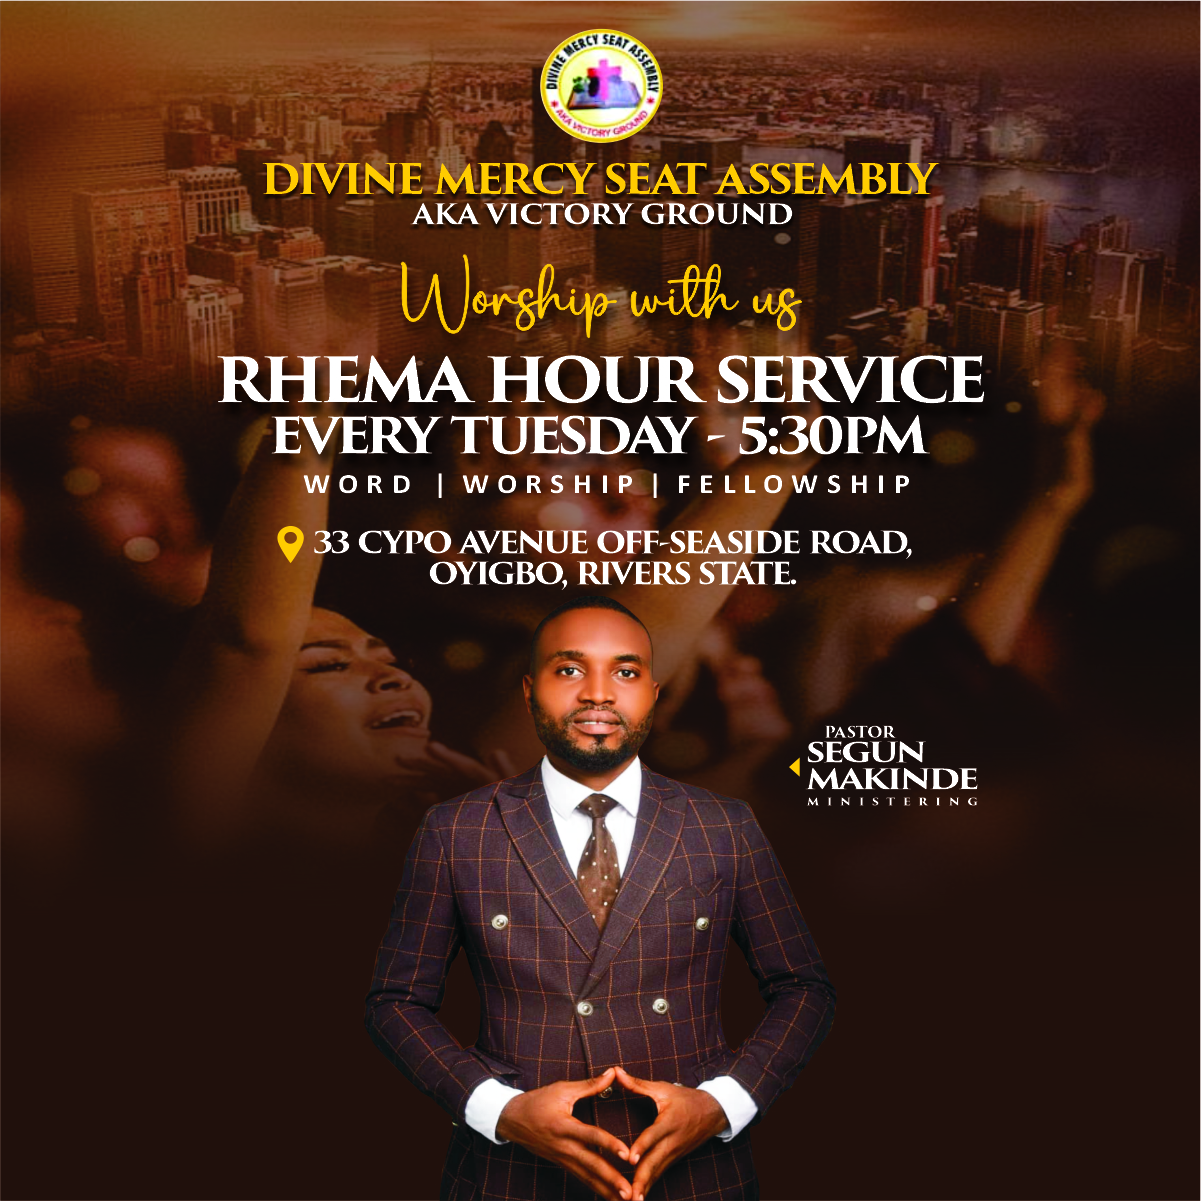 DIVINE MERCY SEAT ASSEMBLY
AKA VICTORY GROUND
DIVINE MERCY SEAT ASSEMBLY
AKA VICTORY GROUND
Worship with us
RHEMA HOUR SERVICE
EVERY TUESDAY - 5:30PM
WORD | WORSHIP | FELLOWSHIP
33 CYPO AVENUE OFF-SEASIDE ROAD,
OYIGBO, RIVERS STATE.
PASTOR
SEGUN
MAKINDE
MINISTERING